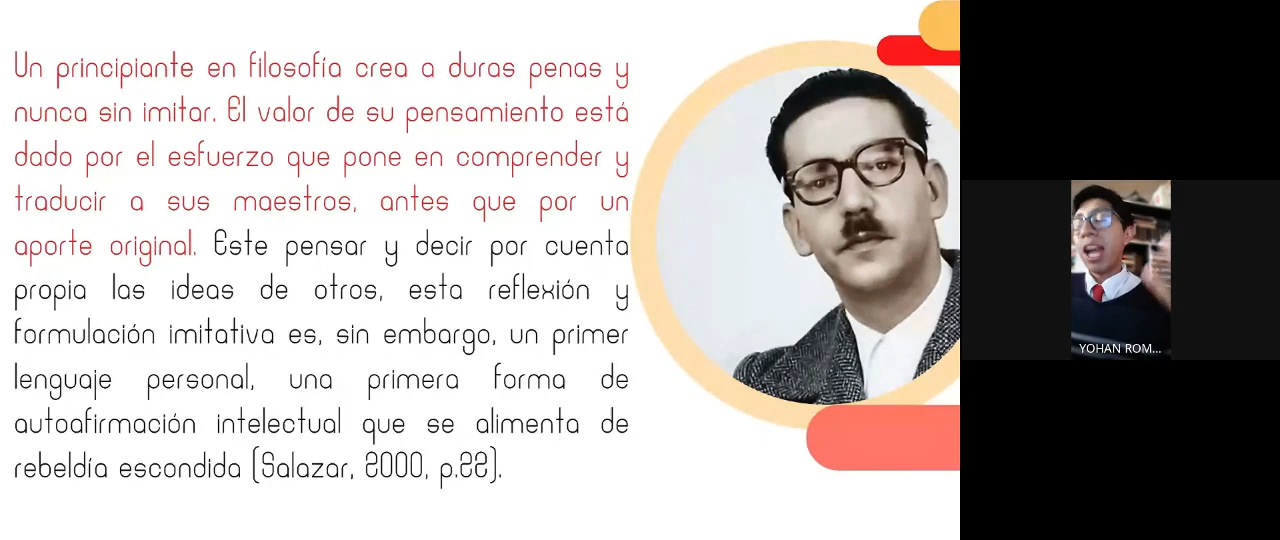 Un principiante en filosofía crea a duras penas y
nunca sin imitar. El valor de su pensamiento está
dado por el esfuerzo que pone en comprender y
traducir a sus maestros, antes que por un
aporte original. Este pensar y decir por cuenta
propia las ideas de otros, esta reflexión y
formulación imitativa es, sin embargo, un primer
lenguaje personal, una primera forma de
autoafirmación intelectual que se alimenta de
rebeldía escondida (Salazar, 2000, p.22).
YOHAN ROM...